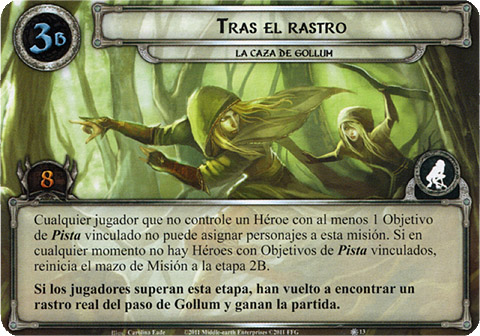 3B
TRAS EL RASTRO
LA CAZA DE GOLLUM
8
Cualquier jugador que no controle un Héroe con al menos 1 Objetivo
de Pista vinculado no puede asignar personajes a esta misión. Si en
cualquier momento no hay Héroes con Objetivos de Pista vinculados,
reinicia el mazo de Misión a la etapa 2B.
Si los jugadores superan esta etapa, han vuelto a encontrar un
rastro real del paso de Gollum y ganan la partida.
©2011 Middle-earth Enterprises ©2011 FFG
13